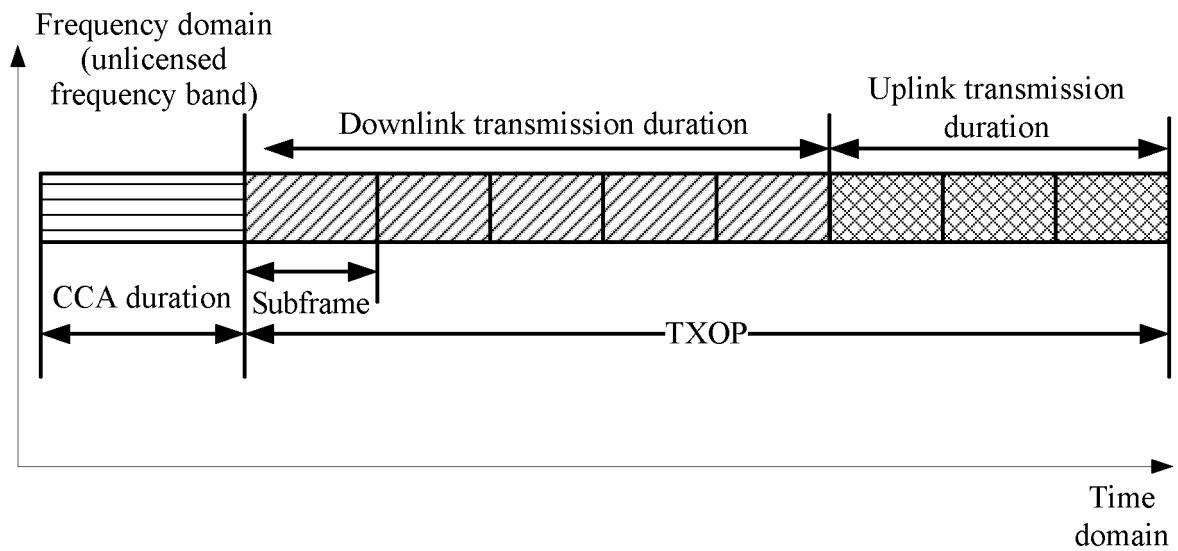 Frequency domain
(unlicensed
frequency band)
Downlink transmission duration
Uplink transmission
duration
CCA duration
Subframe
TXOP
Time
domain